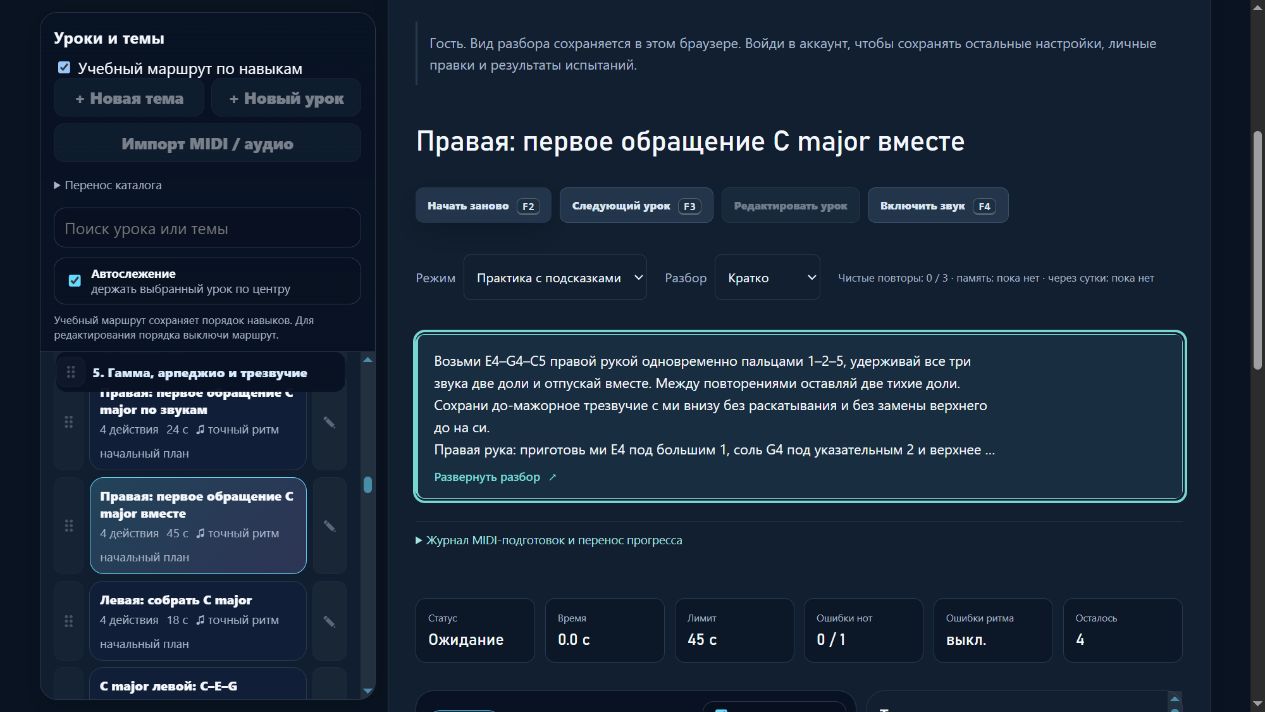 Уроки и темы
Учебный маршрут по навыкам
+ Новая тема
+ Новый урок
Импорт MIDI / аудио
Перенос каталога
Поиск урока или темы
Автослежение
держать выбранный урок по центру
Учебный маршрут сохраняет порядок навыков. Для
редактирования порядка выключи маршрут.
5. Гамма, арпеджио и трезвучие
Правая: первое обращение C
major по звукам
4 действия 24 с ♫ точный ритм
начальный план
Правая: первое обращение C
major вместе
4 действия 45 с ♫ точный ритм
начальный план
Левая: собрать C major
4 действия 18 с ♫ точный ритм
начальный план
C major левой: C–E–G
Гость. Вид разбора сохраняется в этом браузере. Войди в аккаунт, чтобы сохранять остальные настройки, личные
правки и результаты испытаний.
Правая: первое обращение C major вместе
Начать заново F2
Следующий урок F3
Редактировать урок
Включить звук F4
Режим
Практика с подсказками
Разбор
Кратко
Чистые повторы: 0 / 3 · память: пока нет · через сутки: пока нет
Возьми E4–G4–C5 правой рукой одновременно пальцами 1–2–5, удерживай все три
звука две доли и отпускай вместе. Между повторениями оставляй две тихие доли.
Сохрани до-мажорное трезвучие с ми внизу без раскатывания и без замены верхнего
до на си.
Правая рука: приготовь ми E4 под большим 1, соль G4 под указательным 2 и верхнее ...
Развернуть разбор ↗
Журнал MIDI-подготовок и перенос прогресса
Статус
Ожидание
Время
0.0 с
Лимит
45 с
Ошибки нот
0 / 1
Ошибки ритма
выкл.
Осталось
4